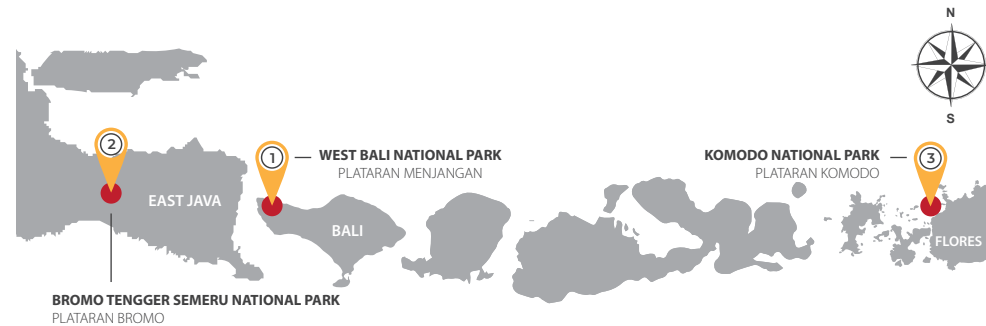 N
S
2
1
WEST BALI NATIONAL PARK
PLATARAN MENJANGAN
KOMODO NATIONAL PARK
PLATARAN KOMODO
3
EAST JAVA
BALI
FLORES
BROMO TENGGER SEMERU NATIONAL PARK
PLATARAN BROMO